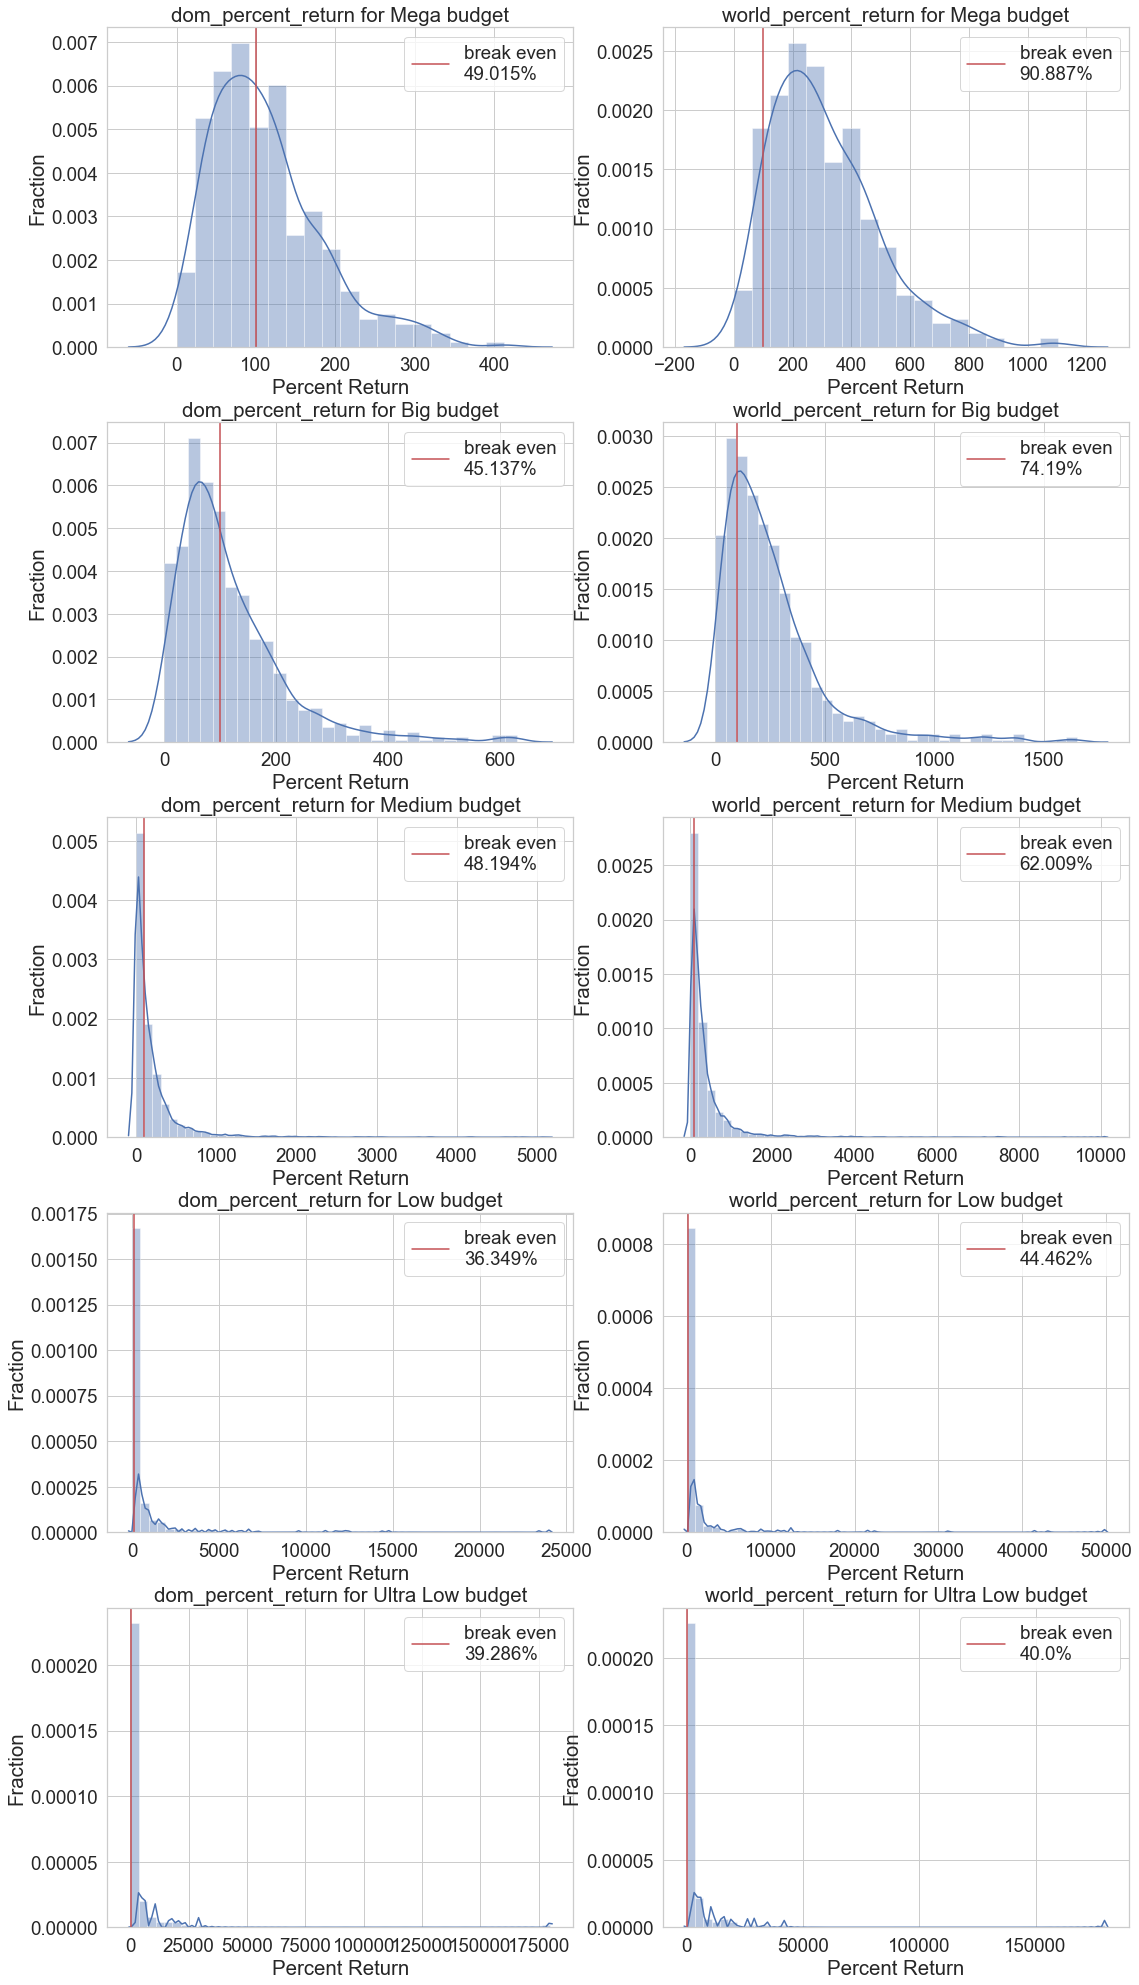 dom_percent_return for Mega budget
0.007
0.006
0.005
0.004
0.003
0.002
0.001
0.000
Fraction
break even
49.015%
0 100 200 300 400
Percent Return
world_percent_return for Mega budget
0.0025
0.0020
0.0015
0.0010
0.0005
0.0000
Fraction
break even
90.887%
−200 0 200 400 600 800 1000 1200
Percent Return
dom_percent_return for Big budget
0.007
0.006
0.005
0.004
0.003
0.002
0.001
0.000
Fraction
break even
45.137%
0 200 400 600
Percent Return
world_percent_return for Big budget
0.0030
0.0025
0.0020
0.0015
0.0010
0.0005
0.0000
Fraction
break even
74.19%
0 500 1000 1500
Percent Return
dom_percent_return for Medium budget
0.005
0.004
0.003
0.002
0.001
0.000
Fraction
break even
48.194%
0 1000 2000 3000 4000 5000
Percent Return
world_percent_return for Medium budget
0.0025
0.0020
0.0015
0.0010
0.0005
0.0000
Fraction
break even
62.009%
0 2000 4000 6000 8000 10000
Percent Return
dom_percent_return for Low budget
0.00175
0.00150
0.00125
0.00100
0.00075
0.00050
0.00025
0.00000
Fraction
break even
36.349%
0 5000 10000 15000 20000 25000
Percent Return
world_percent_return for Low budget
0.0008
0.0006
0.0004
0.0002
0.0000
Fraction
break even
44.462%
0 10000 20000 30000 40000 50000
Percent Return
dom_percent_return for Ultra Low budget
0.00020
0.00015
0.00010
0.00005
0.00000
Fraction
break even
39.286%
0 25000 50000 75000 100000 125000 150000 175000
Percent Return
world_percent_return for Ultra Low budget
0.00020
0.00015
0.00010
0.00005
0.00000
Fraction
break even
40.0%
0 50000 100000 150000
Percent Return